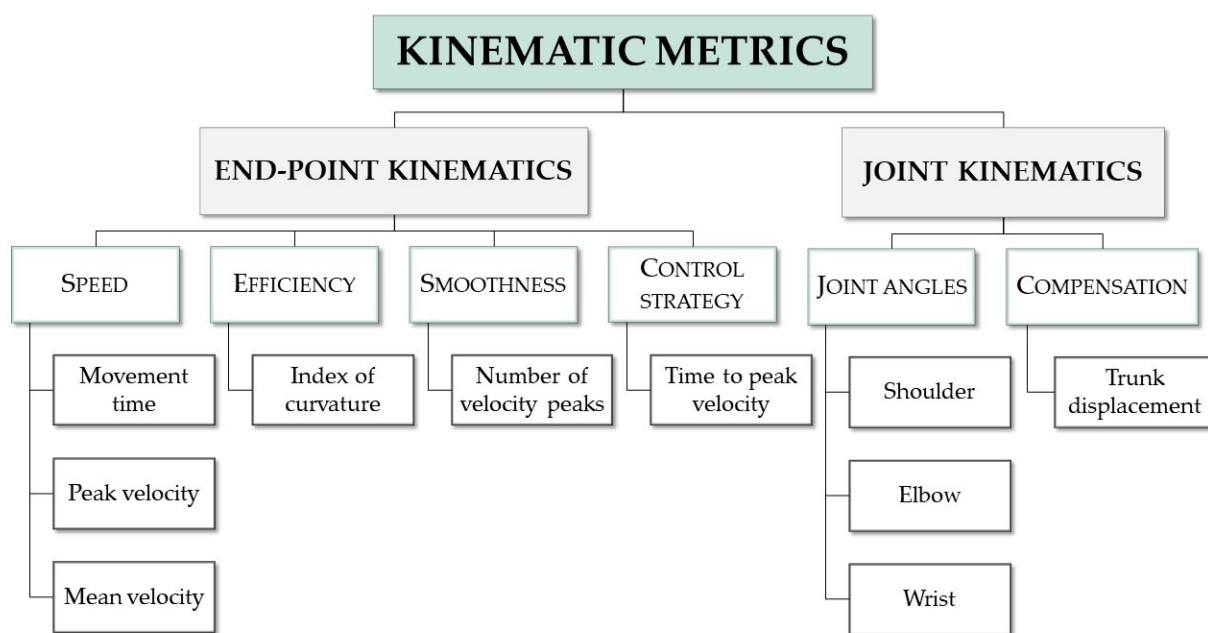 KINEMATIC METRICS
END-POINT KINEMATICS
JOINT KINEMATICS
SPEED
EFFICIENCY
SMOOTHNESS
CONTROL
STRATEGY
JOINT ANGLES
COMPENSATION
Movement
time
Index of
curvature
Number of
velocity peaks
Time to peak
velocity
Shoulder
Trunk
displacement
Peak velocity
Elbow
Mean velocity
Wrist